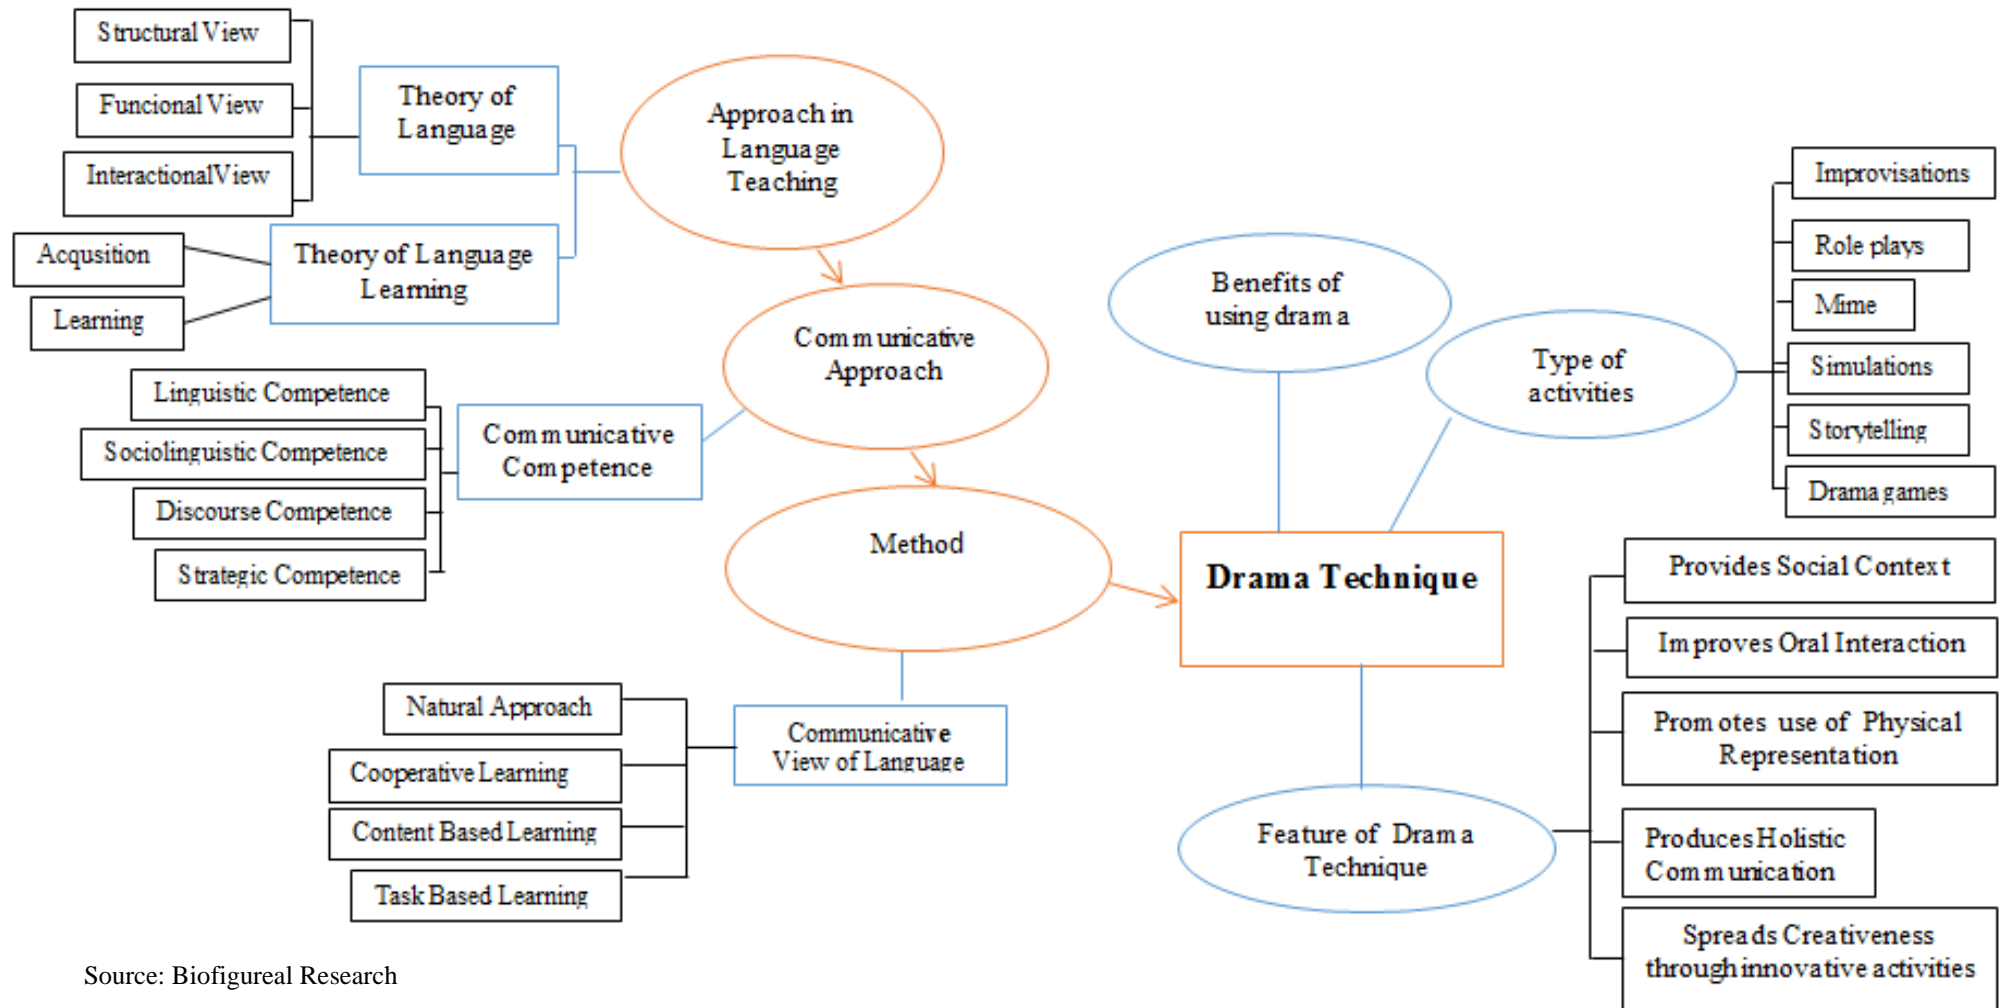 Structural View
Funcional View
Interactional View
Acqusition
Learning
Theory of
Language
Theory of Language
Learning
Approach in
Language
Teaching
Communicative
Approach
Linguistic Competence
Sociolinguistic Competence
Discourse Competence
Strategic Competence
Communicative
Competence
Method
Natural Approach
Cooperative Learning
Content Based Learning
Task Based Learning
Communicative
View of Language
Benefits of
using drama
Type of
activities
Improvisations
Role plays
Mime
Simulations
Storytelling
Drama games
Drama Technique
Feature of Drama
Technique
Provides Social Context
Improves Oral Interaction
Promotes use of Physical
Representation
Produces Holistic
Communication
Spreads Creativeness
through innovative activities
Source: Biofigureal Research